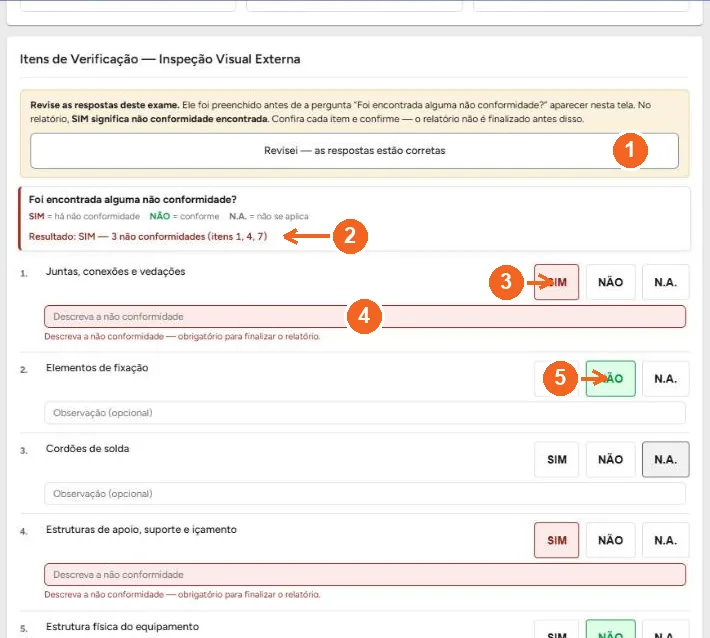 Itens de Verificação — Inspeção Visual Externa
Revise as respostas deste exame. Ele foi preenchido antes de a pergunta "Foi encontrada alguma não conformidade?" aparecer nesta tela. No
relatório, SIM significa não conformidade encontrada. Confira cada item e confirme — o relatório não é finalizado antes disso.
Revisei — as respostas estão corretas
1
Foi encontrada alguma não conformidade?
SIM = há não conformidade NÃO = conforme N.A. = não se aplica
Resultado: SIM — 3 não conformidades (itens 1, 4, 7)
2
1. Juntas, conexões e vedações
3
SIM NÃO N.A.
Descreva a não conformidade
4
Descreva a não conformidade — obrigatório para finalizar o relatório.
2. Elementos de fixação
5
NÃO N.A.
Observação (opcional)
3. Cordões de solda
SIM NÃO N.A.
Observação (opcional)
4. Estruturas de apoio, suporte e içamento
SIM NÃO N.A.
Descreva a não conformidade
Descreva a não conformidade — obrigatório para finalizar o relatório.
5. Estrutura física do equipamento
SIM NÃO N.A.